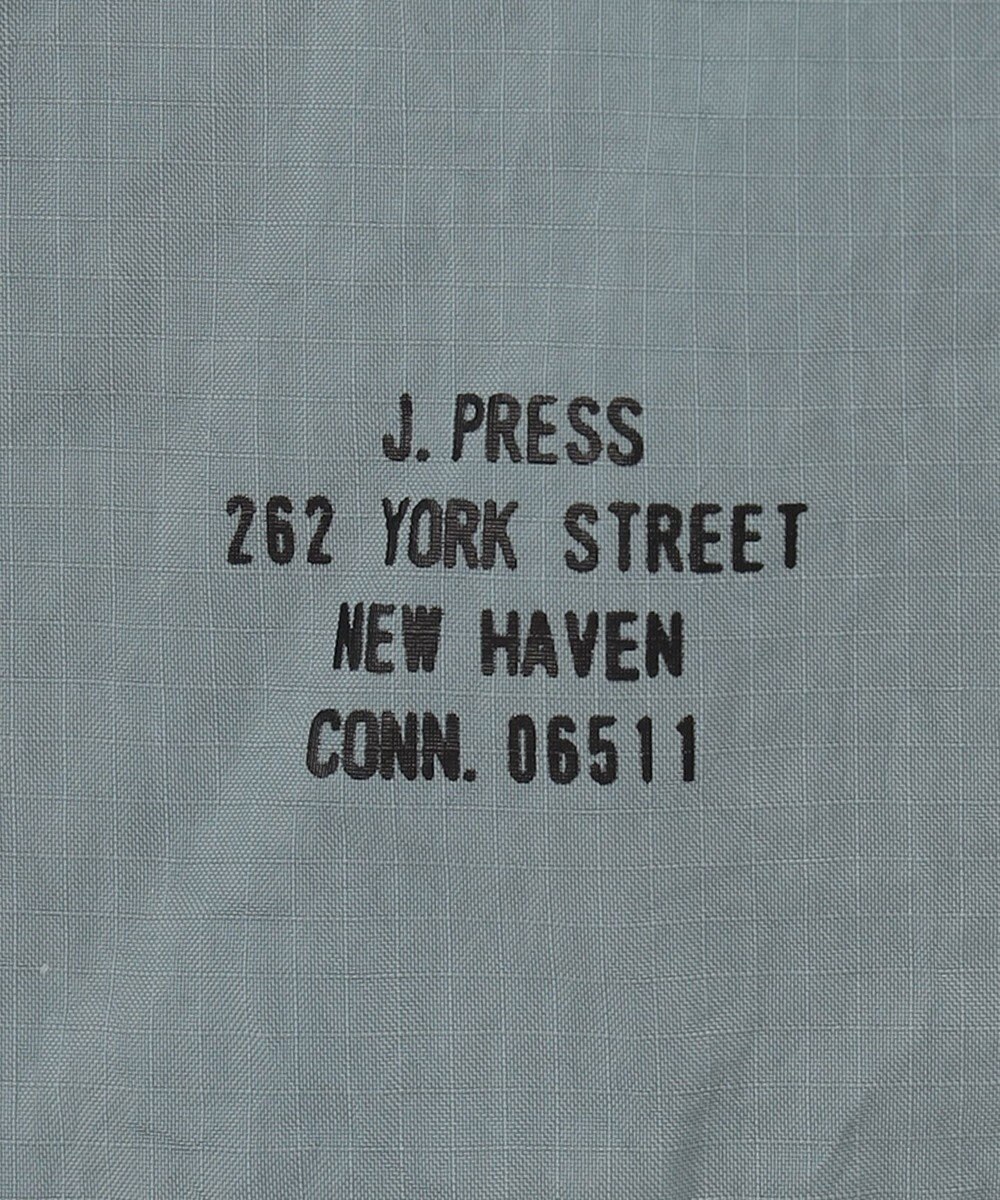 J. PRESS
262 YORK STREET
NEW HAVEN
CONN. 06511